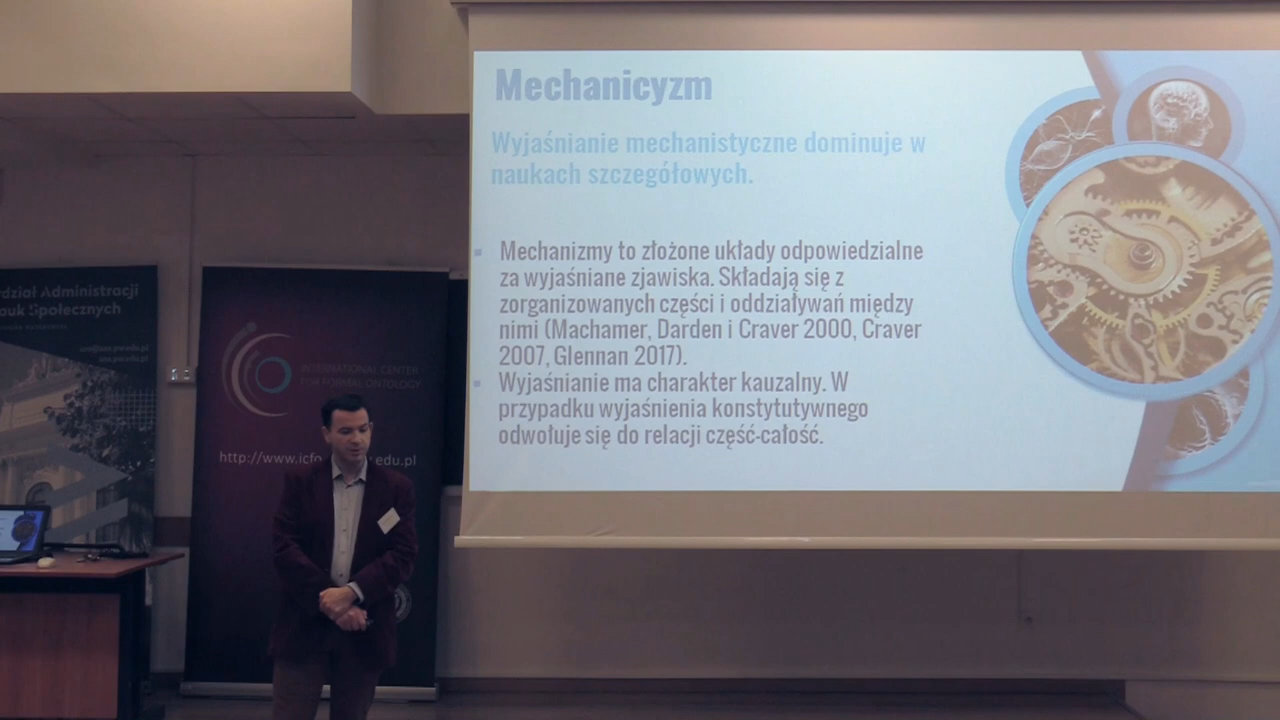 Mechanicyzm
Wyjaśnianie mechanistyczne dominuje w
naukach szczegółowych.
Mechanizmy to złożone układy odpowiedzialne
za wyjaśniane zjawiska. Składają się z
zorganizowanych części i oddziaływań między
nimi (Machamer, Darden i Craver 2000, Craver
2007, Glennan 2017).
Wyjaśnianie ma charakter kauzalny. W
przypadku wyjaśnienia konstytutywnego
odwołuje się do relacji część-całość.
dział Administracji
auk Społecznych
INTERNATIONAL CENTER
FOR FORMAL ONTOLOGY
http://www.icfo
.edu.pl